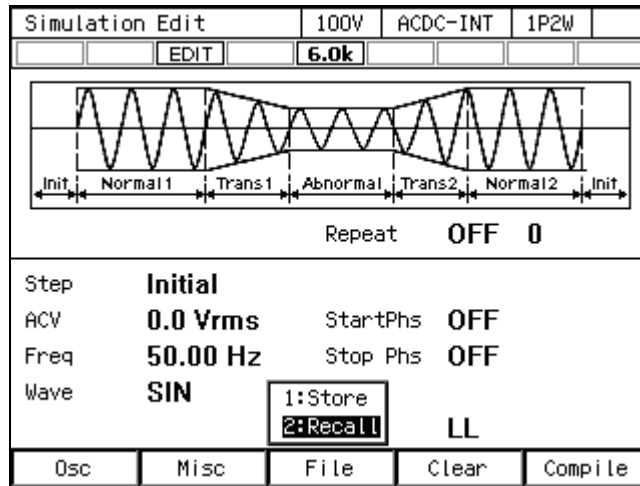 Simulation Edit 100V ACDC-INT 1P2W
EDIT 6.0k
Init Normal1 Trans1 Abnormal Trans2 Normal2 Init
Repeat OFF 0
Step Initial
ACV 0.0 Vrms StartPhs OFF
Freq 50.00 Hz Stop Phs OFF
Wave SIN
1:Store
2:Recall LL
Osc Misc File Clear Compile